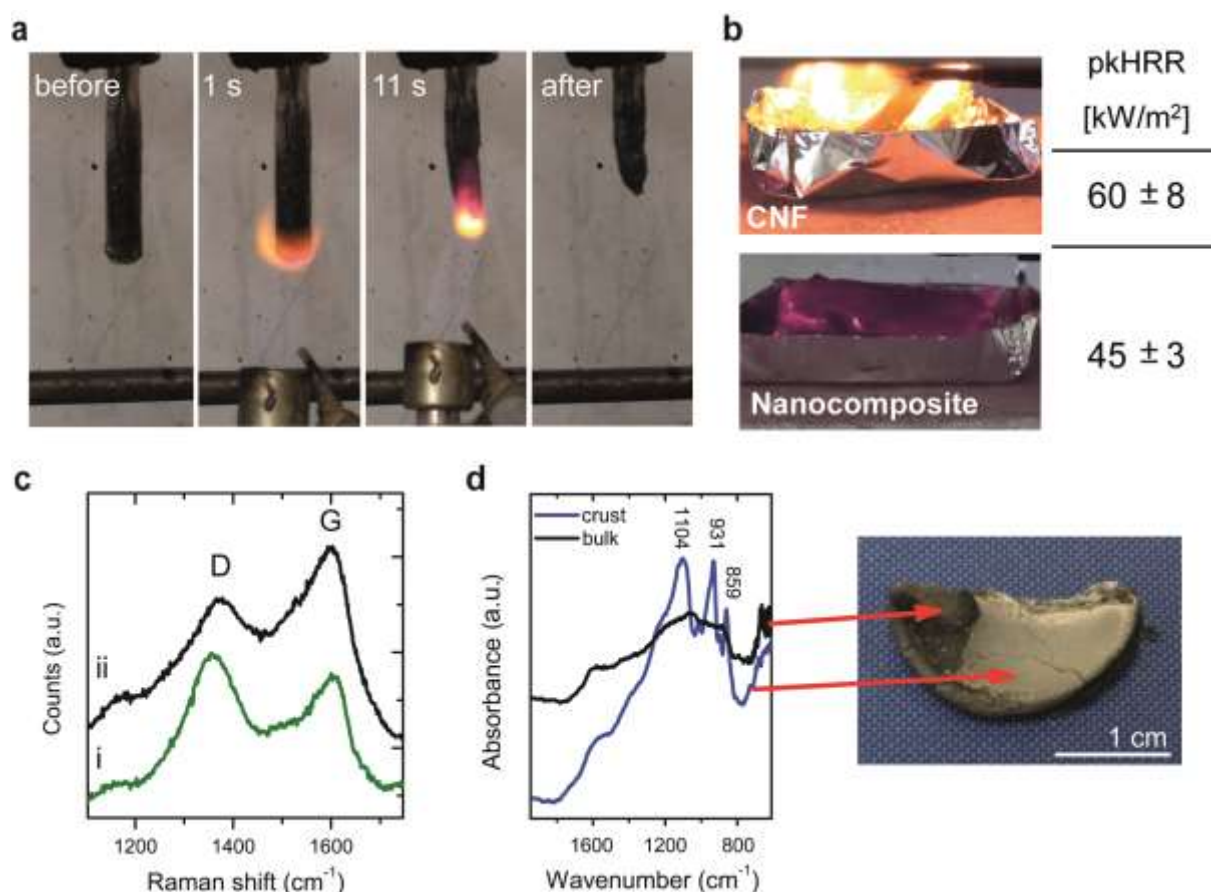 a
before
1 s
11 s
after
b
CNF
Nanocomposite
pkHRR
[kW/m²]
60 ± 8
45 ± 3
c
D
G
ii
i
Counts (a.u.)
1200
1400
1600
Raman shift (cm⁻¹)
d
crust
bulk
1104
931
859
Absorbance (a.u.)
1600
1200
800
Wavenumber (cm⁻¹)
1 cm